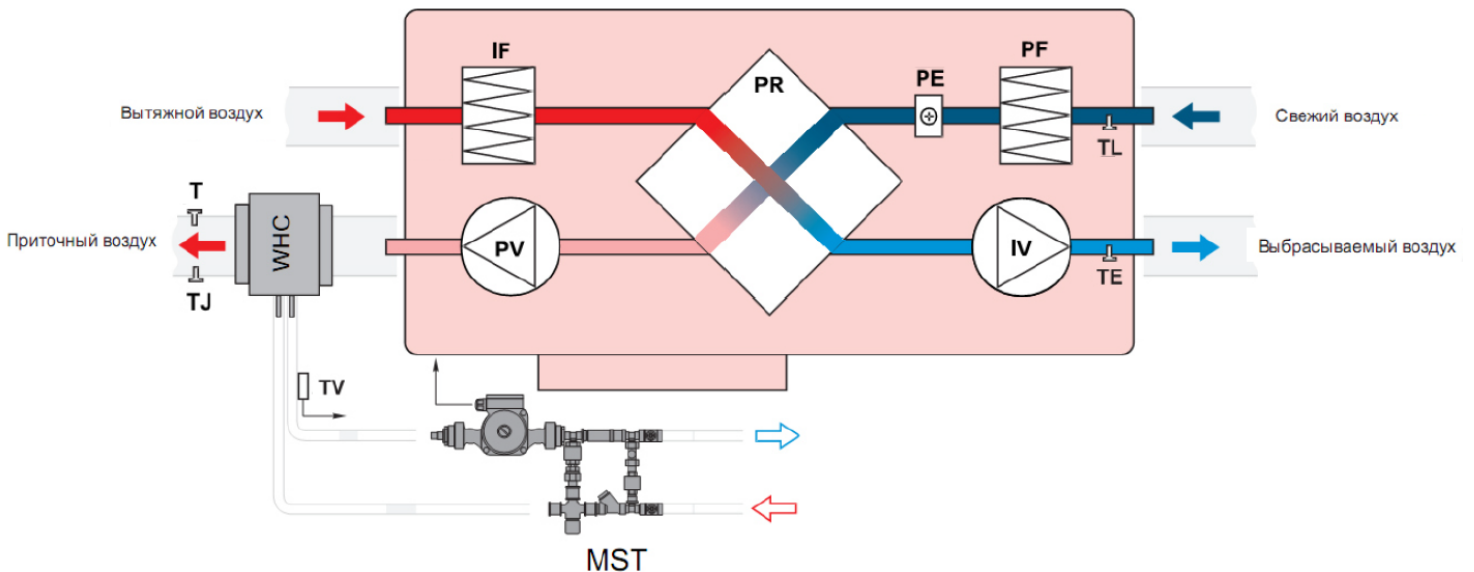 IF
PF
PR
PE
Вытяжной воздух
Свежий воздух
TL
T
WHC
Приточный воздух
PV
IV
Выбрасываемый воздух
TJ
TE
TV
MST